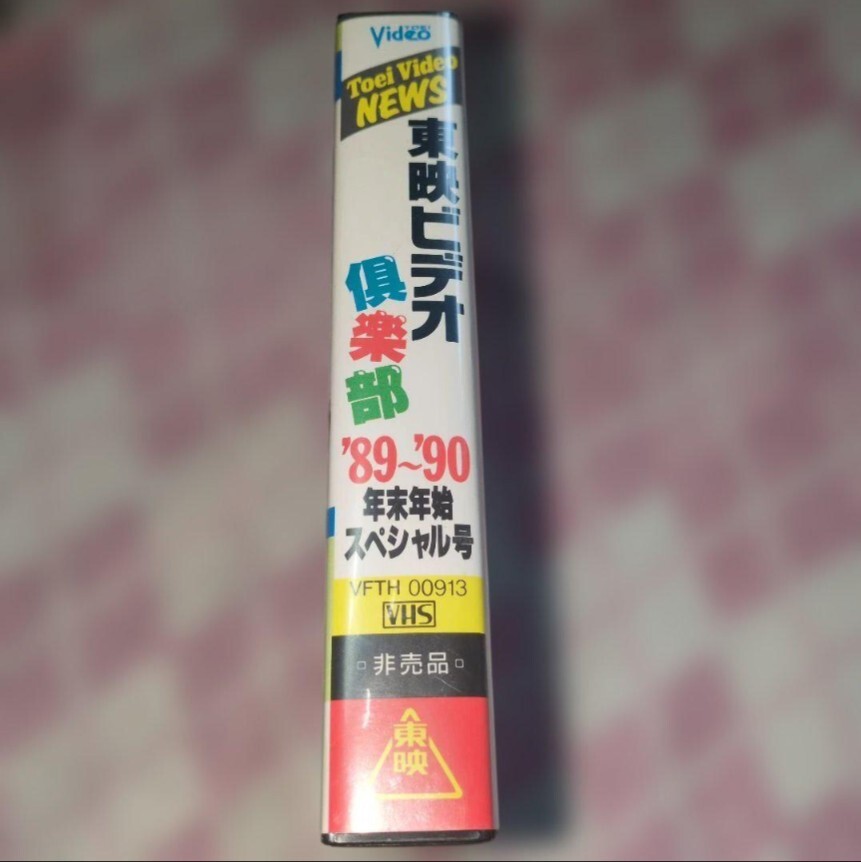 TOEI
Video
Toei Video
NEWS
東映ビデオ
倶楽部
'89~'90
年末年始
スペシャル号
VFTH 00913
VHS
▫非売品▫
東映